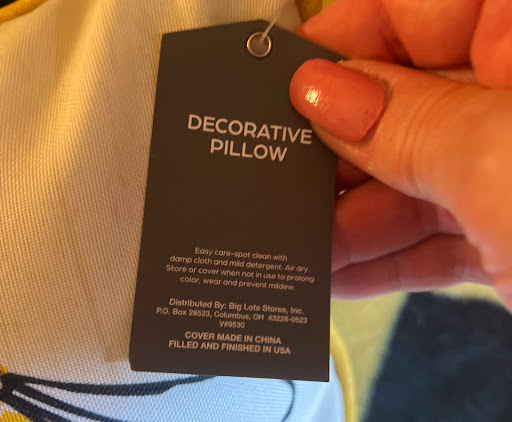 DECORATIVE
PILLOW
Easy care-spot clean with
damp cloth and mild detergent. Air dry.
Store or cover when not in use to prolong
color, wear and prevent mildew.
Distributed By: Big Lots Stores, Inc.
P.O. Box 28523, Columbus, OH 43228-0523
V#9530
COVER MADE IN CHINA
FILLED AND FINISHED IN USA